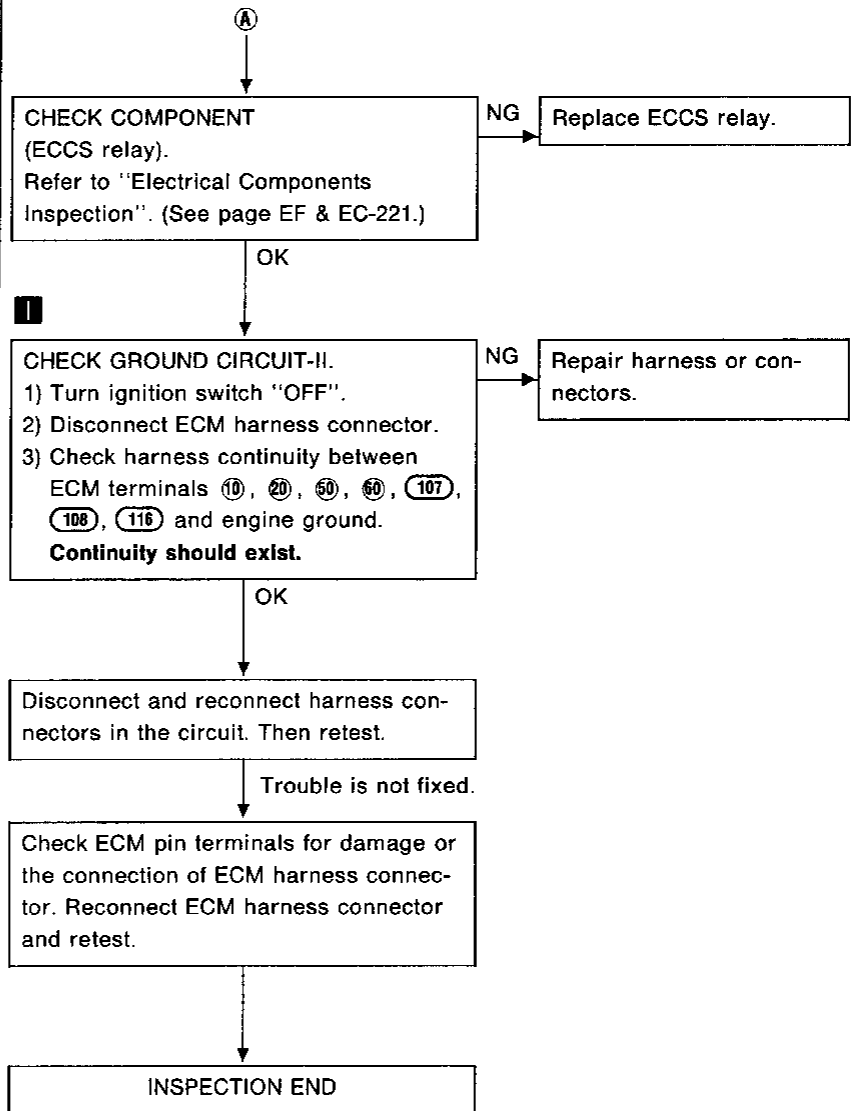 A
CHECK COMPONENT
(ECCS relay).
Refer to "Electrical Components
Inspection". (See page EF & EC-221.)
NG
Replace ECCS relay.
OK
I
CHECK GROUND CIRCUIT-II.
1) Turn ignition switch "OFF".
2) Disconnect ECM harness connector.
3) Check harness continuity between
ECM terminals 10, 20, 50, 60, 107,
108, 116 and engine ground.
Continuity should exist.
NG
Repair harness or con-
nectors.
OK
Disconnect and reconnect harness con-
nectors in the circuit. Then retest.
Trouble is not fixed.
Check ECM pin terminals for damage or
the connection of ECM harness connec-
tor. Reconnect ECM harness connector
and retest.
INSPECTION END